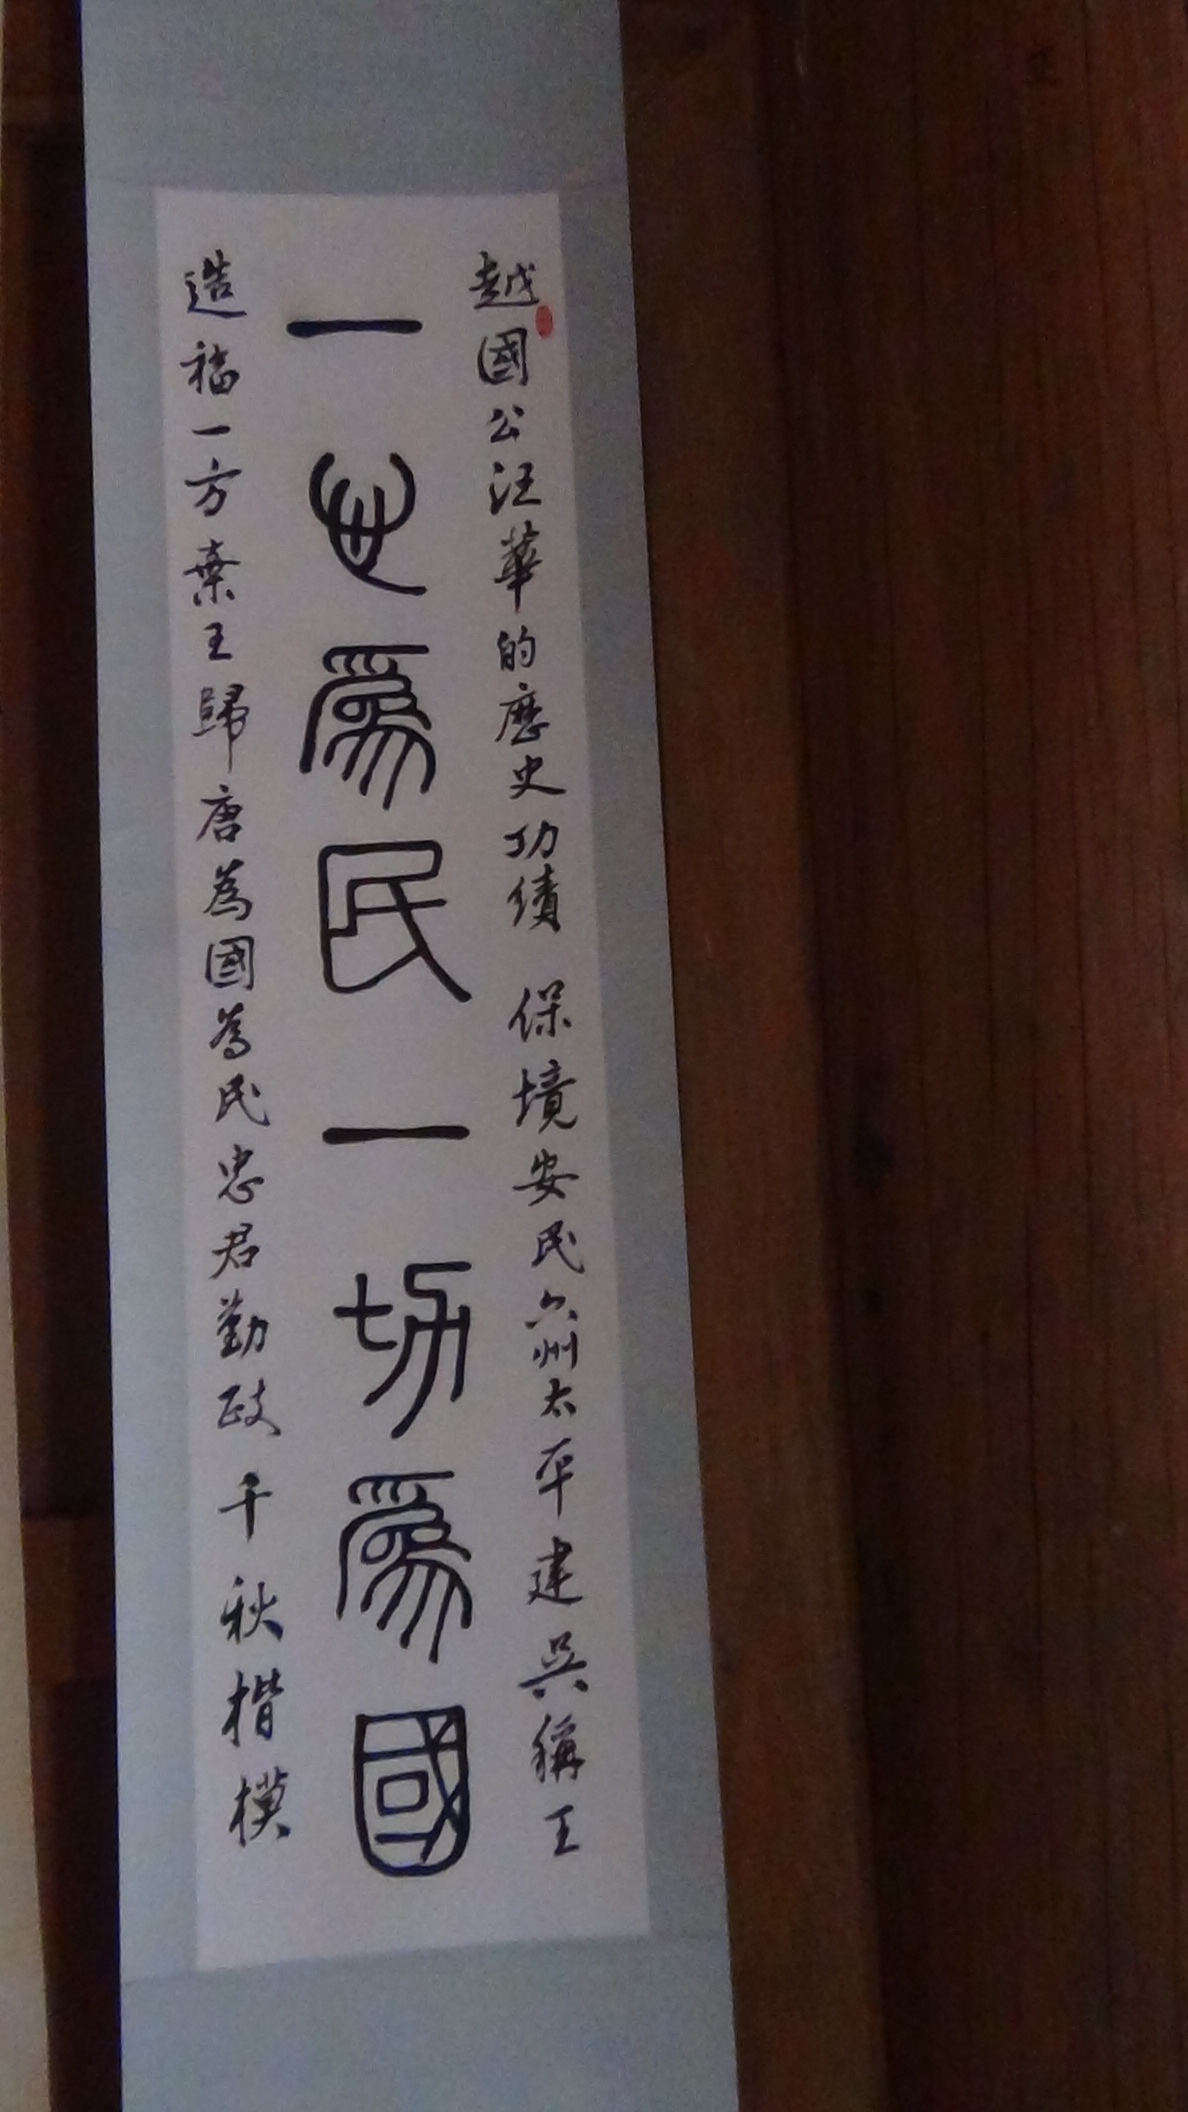 越國公汪華的歷史功績 保境安民六州太平建吳稱王
一心爲民一切爲國
造福一方棄王歸唐為國為民忠君勤政千秋楷模